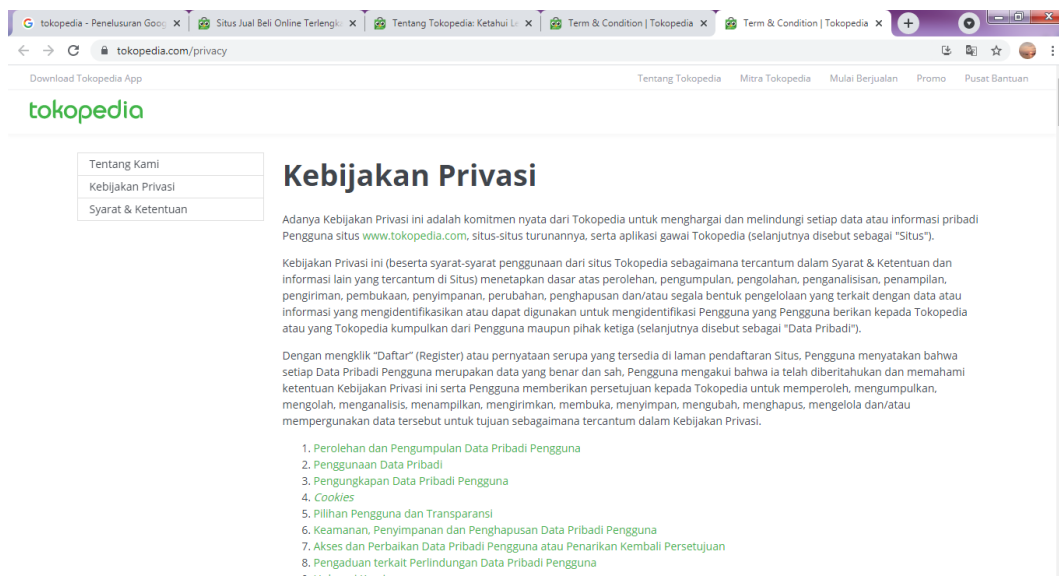 tokopedia - Penelusuran Goog
Situs Jual Beli Online Terlengk
Tentang Tokopedia: Ketahui Le
Term & Condition | Tokopedia
Term & Condition | Tokopedia
tokopedia.com/privacy
Download Tokopedia App
Tentang Tokopedia Mitra Tokopedia Mulai Berjualan Promo Pusat Bantuan
tokopedia
Tentang Kami
Kebijakan Privasi
Syarat & Ketentuan
Kebijakan Privasi
Adanya Kebijakan Privasi ini adalah komitmen nyata dari Tokopedia untuk menghargai dan melindungi setiap data atau informasi pribadi
Pengguna situs www.tokopedia.com, situs-situs turunannya, serta aplikasi gawai Tokopedia (selanjutnya disebut sebagai "Situs").
Kebijakan Privasi ini (beserta syarat-syarat penggunaan dari situs Tokopedia sebagaimana tercantum dalam Syarat & Ketentuan dan
informasi lain yang tercantum di Situs) menetapkan dasar atas perolehan, pengumpulan, pengolahan, penganalisisan, penampilan,
pengiriman, pembukaan, penyimpanan, perubahan, penghapusan dan/atau segala bentuk pengelolaan yang terkait dengan data atau
informasi yang mengidentifikasikan atau dapat digunakan untuk mengidentifikasi Pengguna yang Pengguna berikan kepada Tokopedia
atau yang Tokopedia kumpulkan dari Pengguna maupun pihak ketiga (selanjutnya disebut sebagai "Data Pribadi").
Dengan mengklik “Daftar” (Register) atau pernyataan serupa yang tersedia di laman pendaftaran Situs, Pengguna menyatakan bahwa
setiap Data Pribadi Pengguna merupakan data yang benar dan sah, Pengguna mengakui bahwa ia telah diberitahukan dan memahami
ketentuan Kebijakan Privasi ini serta Pengguna memberikan persetujuan kepada Tokopedia untuk memperoleh, mengumpulkan,
mengolah, menganalisis, menampilkan, mengirimkan, membuka, menyimpan, mengubah, menghapus, mengelola dan/atau
mempergunakan data tersebut untuk tujuan sebagaimana tercantum dalam Kebijakan Privasi.
1. Perolehan dan Pengumpulan Data Pribadi Pengguna
2. Penggunaan Data Pribadi
3. Pengungkapan Data Pribadi Pengguna
4. Cookies
5. Pilihan Pengguna dan Transparansi
6. Keamanan, Penyimpanan dan Penghapusan Data Pribadi Pengguna
7. Akses dan Perbaikan Data Pribadi Pengguna atau Penarikan Kembali Persetujuan
8. Pengaduan terkait Perlindungan Data Pribadi Pengguna